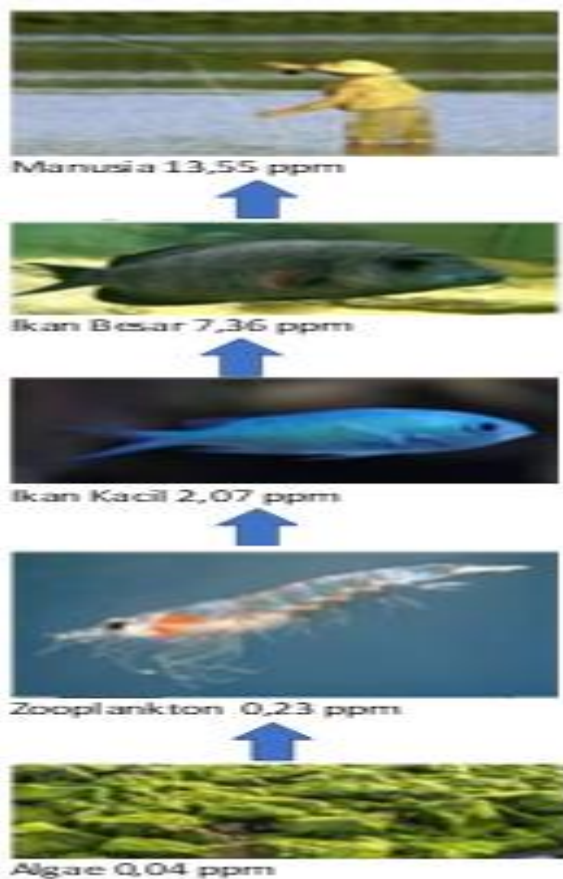 Manusia 13,55 ppm
Ikan Besar 7,36 ppm
Ikan Kacil 2,07 ppm
Zooplankton 0,23 ppm
Algae 0,04 ppm